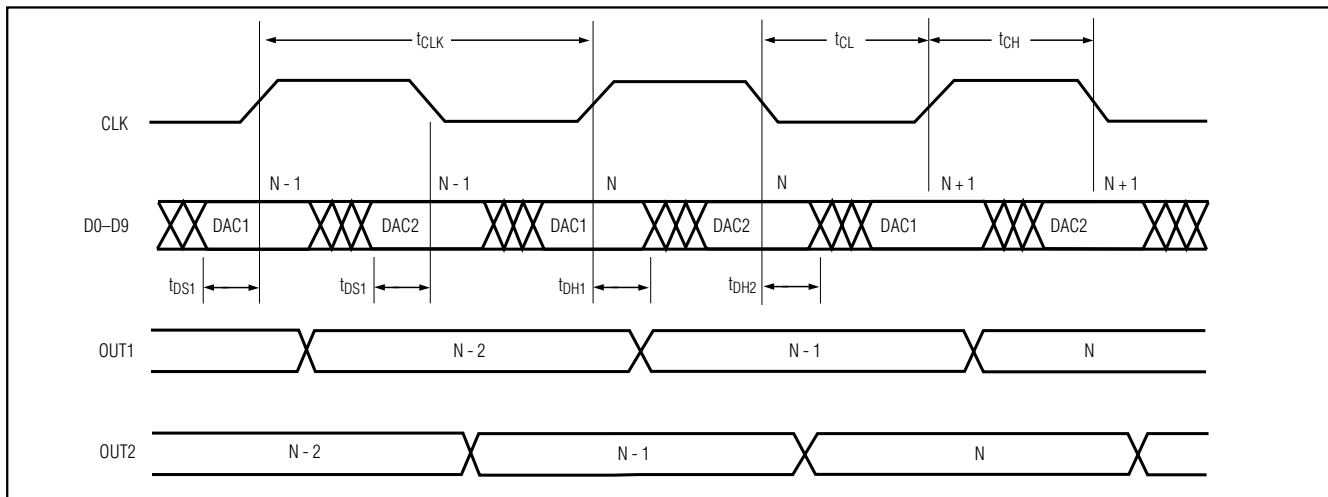 tCLK tCL tCH
CLK
N - 1 N - 1 N N N + 1 N + 1
D0–D9 DAC1 DAC2 DAC1 DAC2 DAC1 DAC2
tDS1 tDS1 tDH1 tDH2
OUT1 N - 2 N - 1 N
OUT2 N - 2 N - 1 N